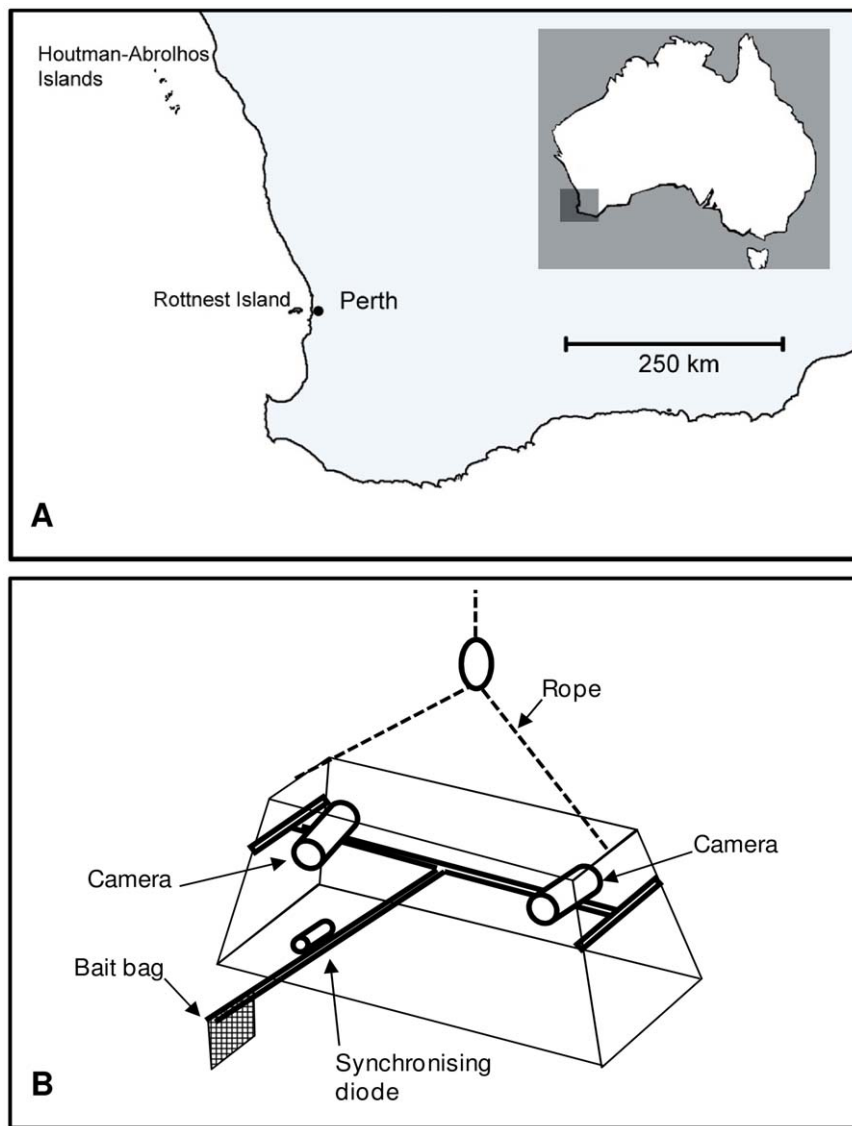 Houtman-Abrolhos
Islands
Rottnest Island
Perth
250 km
A
Rope
Camera
Camera
Bait bag
Synchronising
diode
B